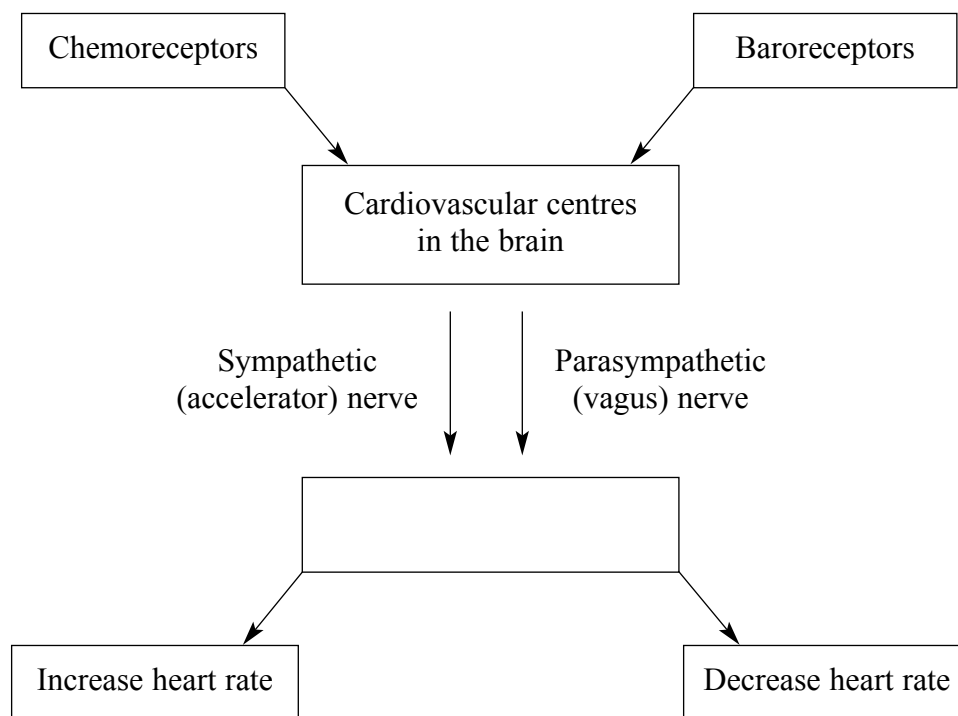 Chemoreceptors
Baroreceptors
Cardiovascular centres
in the brain
Sympathetic
(accelerator) nerve
Parasympathetic
(vagus) nerve
Increase heart rate
Decrease heart rate